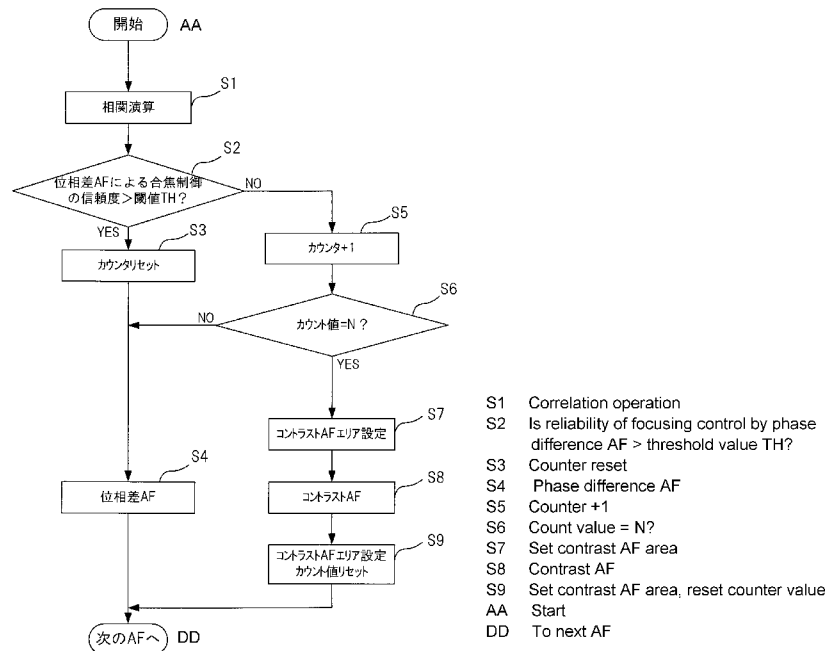 開始
AA
S1
相関演算
S2
位相差AFによる合焦制御
の信頼度>閾値TH?
NO
YES
S3
カウンタリセット
S5
カウンタ+1
S6
カウント値=N?
NO
YES
S7
コントラストAFエリア設定
S4
位相差AF
S8
コントラストAF
S9
コントラストAFエリア設定
カウント値リセット
次のAFへ
DD
S1 Correlation operation
S2 Is reliability of focusing control by phase
difference AF > threshold value TH?
S3 Counter reset
S4 Phase difference AF
S5 Counter +1
S6 Count value = N?
S7 Set contrast AF area
S8 Contrast AF
S9 Set contrast AF area, reset counter value
AA Start
DD To next AF